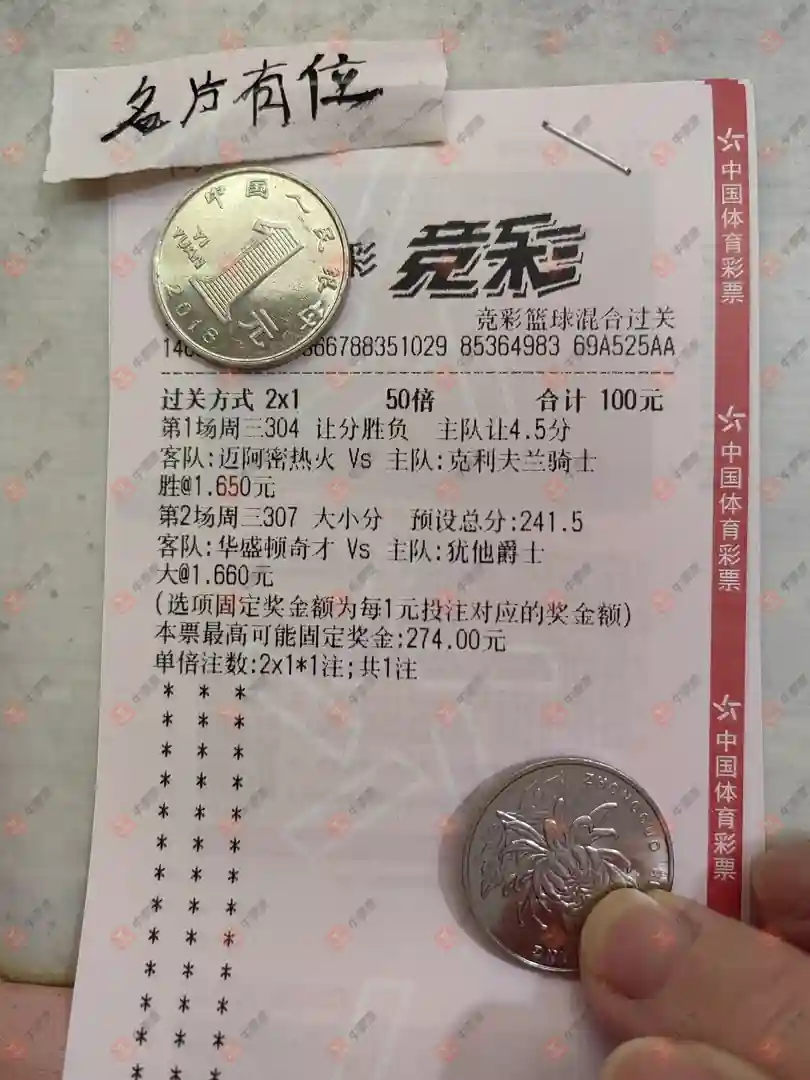 名片有位
中国人民银行
YI YUAN
1元
2018
彩 竞彩
竞彩篮球混合过关
66788351029 85364983 69A525AA
过关方式 2x1 50倍 合计 100元
第1场周三304 让分胜负 主队让4.5分
客队:迈阿密热火 Vs 主队:克利夫兰骑士
胜@1.650元
第2场周三307 大小分 预设总分:241.5
客队:华盛顿奇才 Vs 主队:犹他爵士
大@1.660元
(选项固定奖金额为每1元投注对应的奖金额)
本票最高可能固定奖金:274.00元
单倍注数:2x1*1注;共1注
* * *
* * *
* * *
* * *
* * *
* * *
* * *
* * *
* * *
* * *
* * *
* * *
* * *
* * *
ZHONGGUO
中国体育彩票
中国体育彩票
中国体育彩票